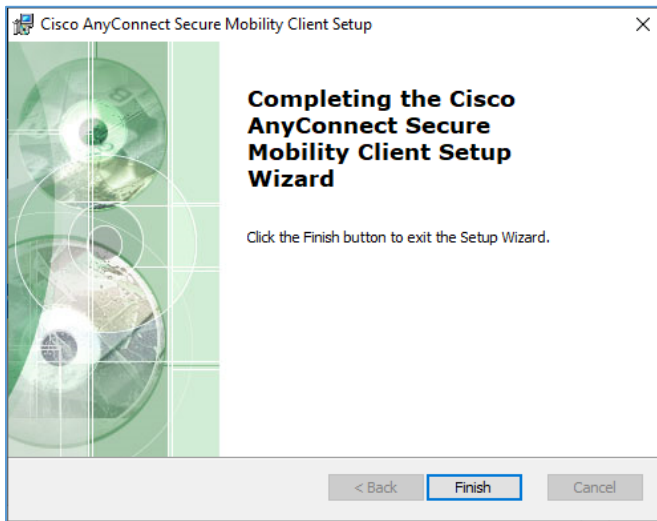 Cisco AnyConnect Secure Mobility Client Setup
Completing the Cisco
AnyConnect Secure
Mobility Client Setup
Wizard
Click the Finish button to exit the Setup Wizard.
< Back
Finish
Cancel